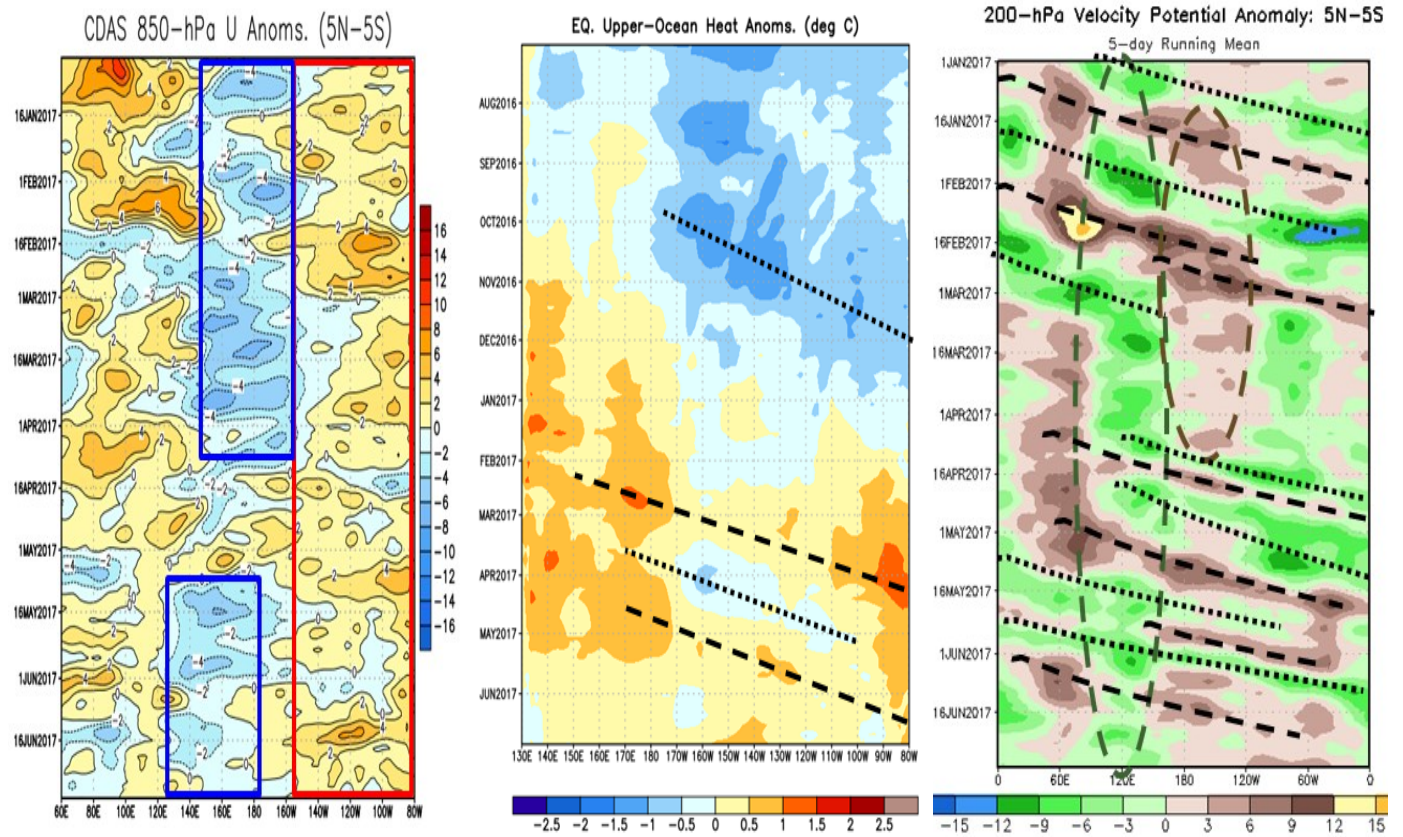 CDAS 850-hPa U Anoms. (5N-5S)
16JAN2017
1FEB2017
16FEB2017
1MAR2017
16MAR2017
1APR2017
16APR2017
1MAY2017
16MAY2017
1JUN2017
16JUN2017
60E 80E 100E 120E 140E 160E 180 160W 140W 120W 100W 80W
16
14
12
10
8
6
4
2
0
-2
-4
-6
-8
-10
-12
-14
-16
EQ. Upper-Ocean Heat Anoms. (deg C)
AUG2016
SEP2016
OCT2016
NOV2016
DEC2016
JAN2017
FEB2017
MAR2017
APR2017
MAY2017
JUN2017
130E 140E 150E 160E 170E 180 170W 160W 150W 140W 130W 120W 110W 100W 90W 80W
-2.5 -2 -1.5 -1 -0.5 0 0.5 1 1.5 2 2.5
200-hPa Velocity Potential Anomaly: 5N-5S
5-day Running Mean
1JAN2017
16JAN2017
1FEB2017
16FEB2017
1MAR2017
16MAR2017
1APR2017
16APR2017
1MAY2017
16MAY2017
1JUN2017
16JUN2017
0 60E 120E 180 120W 60W 0
-15 -12 -9 -6 -3 0 3 6 9 12 15